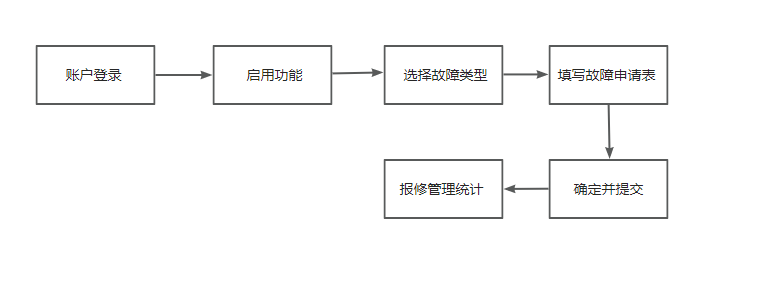 账户登录
启用功能
选择故障类型
填写故障申请表
确定并提交
报修管理统计